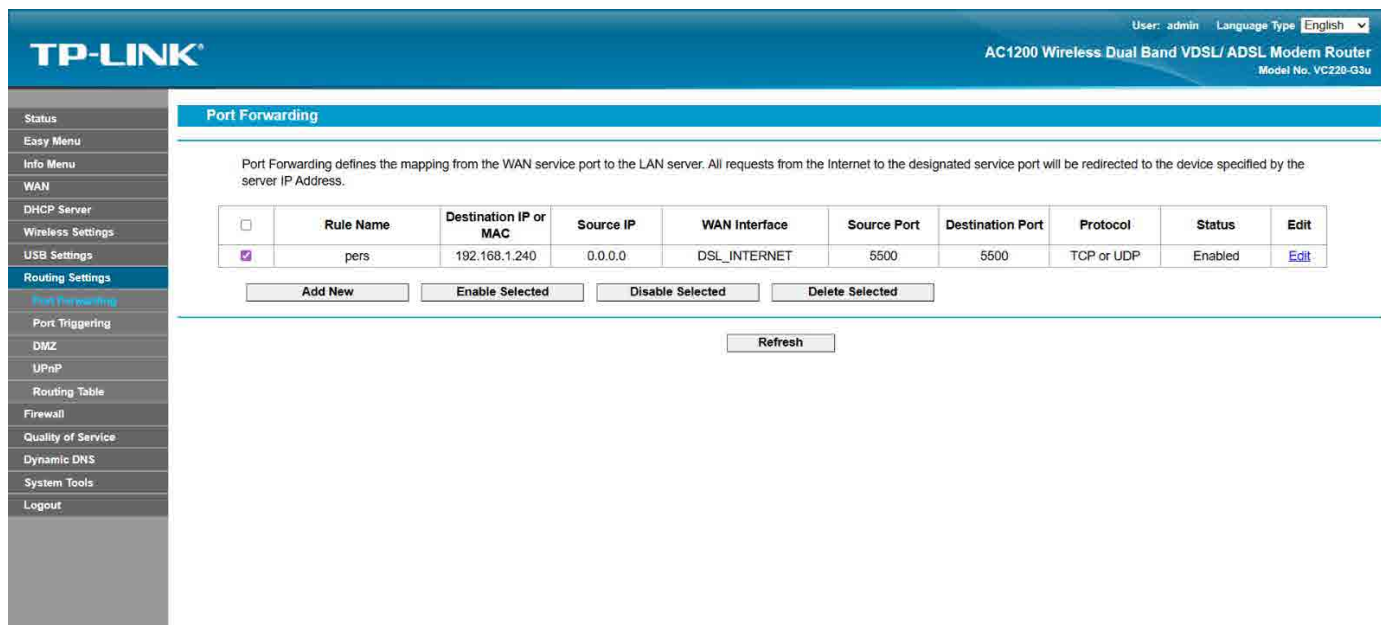 User: admin Language Type English
TP-LINK®
AC1200 Wireless Dual Band VDSL/ ADSL Modem Router
Model No. VC220-G3u
Status
Easy Menu
Info Menu
WAN
DHCP Server
Wireless Settings
USB Settings
Routing Settings
Port Forwarding
Port Triggering
DMZ
UPnP
Routing Table
Firewall
Quality of Service
Dynamic DNS
System Tools
Logout
Port Forwarding
Port Forwarding defines the mapping from the WAN service port to the LAN server. All requests from the Internet to the designated service port will be redirected to the device specified by the
server IP Address.
Rule Name Destination IP or MAC Source IP WAN Interface Source Port Destination Port Protocol Status Edit
pers 192.168.1.240 0.0.0.0 DSL_INTERNET 5500 5500 TCP or UDP Enabled Edit
Add New Enable Selected Disable Selected Delete Selected
Refresh